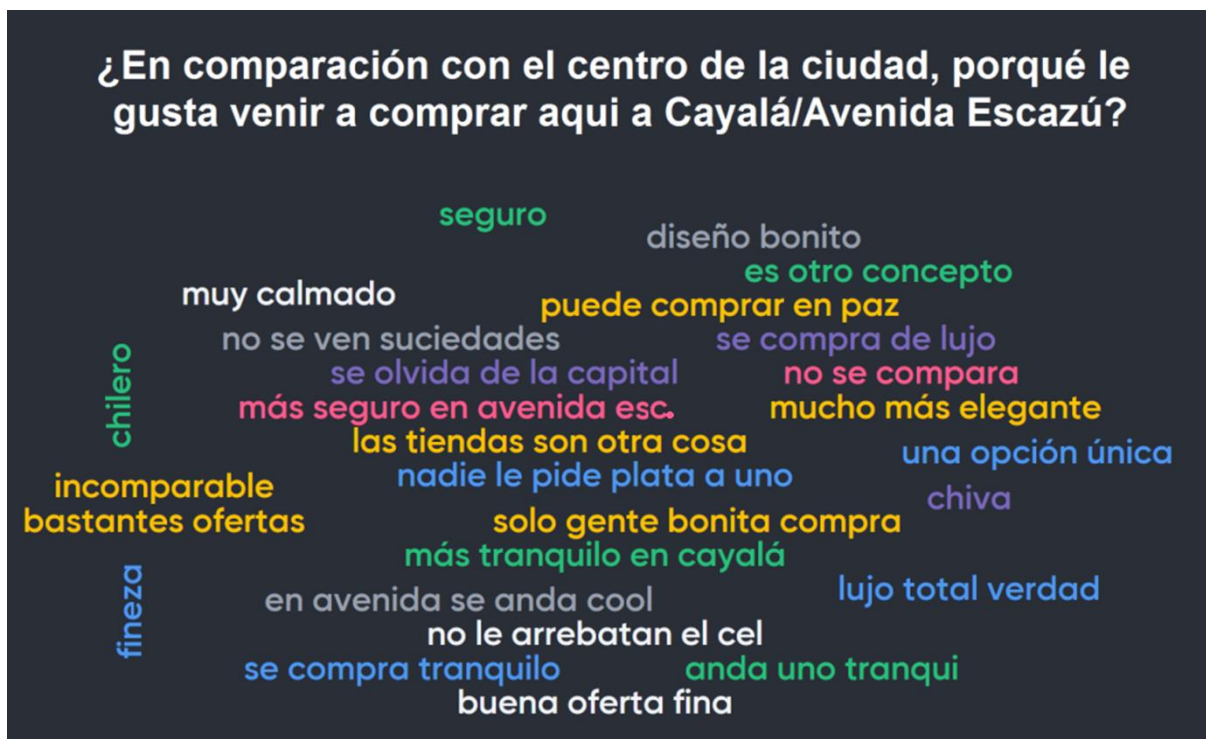 ¿En comparación con el centro de la ciudad, porqué le
gusta venir a comprar aqui a Cayalá/Avenida Escazú?
seguro
diseño bonito
es otro concepto
muy calmado
puede comprar en paz
no se ven suciedades
se compra de lujo
chilero
se olvida de la capital
no se compara
más seguro en avenida esc.
mucho más elegante
las tiendas son otra cosa
una opción única
nadie le pide plata a uno
incomparable
chiva
bastantes ofertas
solo gente bonita compra
más tranquilo en cayalá
fineza
lujo total verdad
en avenida se anda cool
no le arrebatan el cel
se compra tranquilo
anda uno tranqui
buena oferta fina